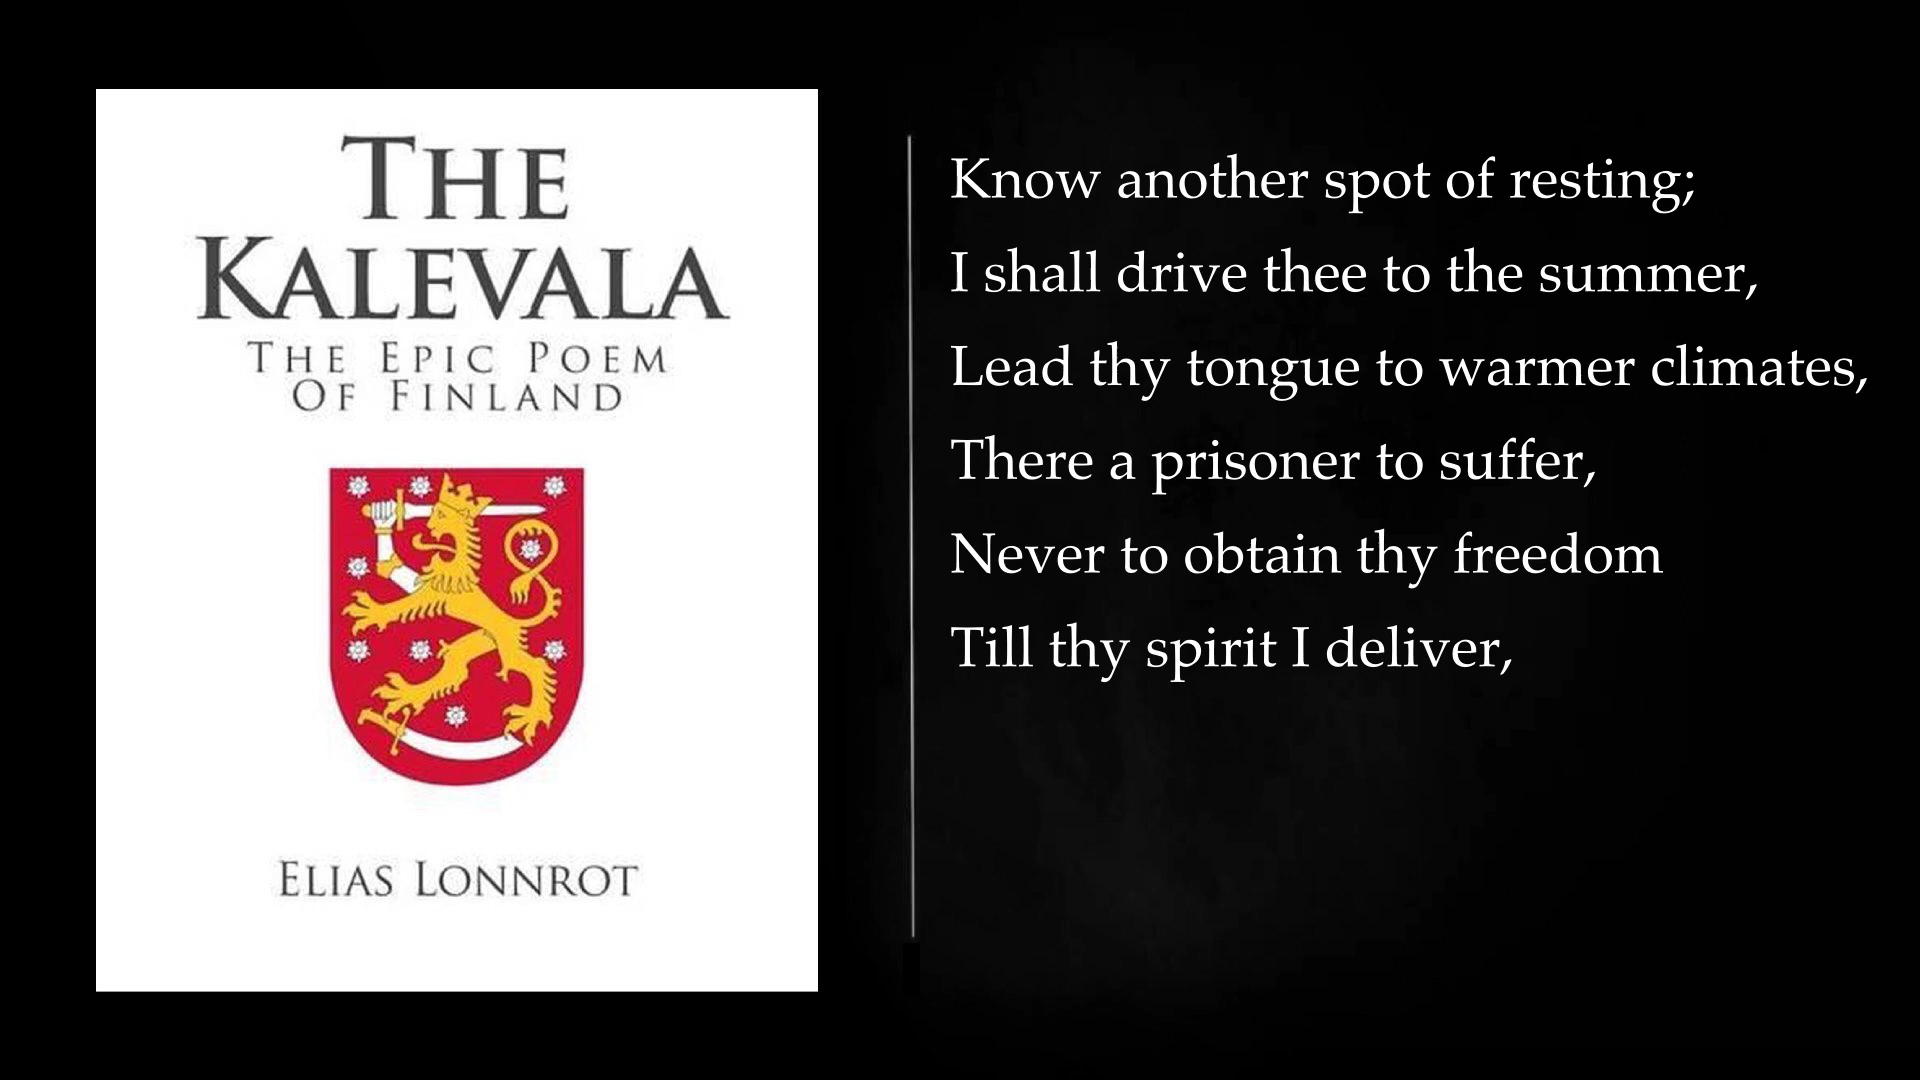 THE
KALEVALA
THE EPIC POEM
OF FINLAND
ELIAS LONNROT
Know another spot of resting;
I shall drive thee to the summer,
Lead thy tongue to warmer climates,
There a prisoner to suffer,
Never to obtain thy freedom
Till thy spirit I deliver,